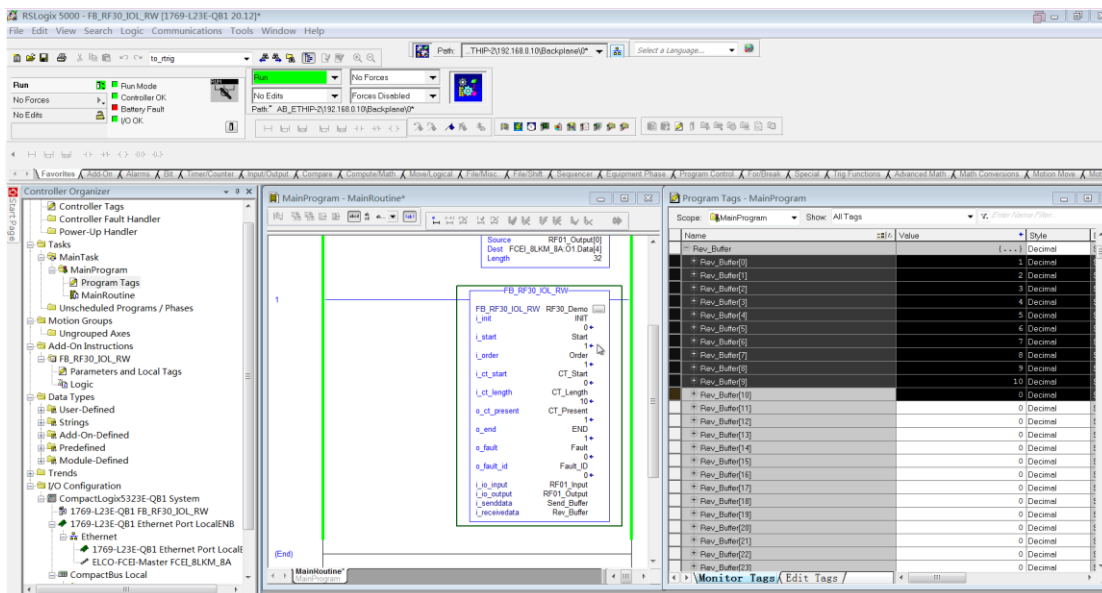 RSLogix 5000 - FB_RF30_IOL_RW [1769-L23E-QB1 20.12]*
File Edit View Search Logic Communications Tools Window Help
to_rtrig
Path: ..THIP-2\192.168.0.10\Backplane\0*
Select a Language...
Run
No Forces
No Edits
Run Mode
Controller OK
Battery Fault
I/O OK
Run
No Forces
No Edits
Forces Disabled
Path: AB_ETHIP-2\192.168.0.10\Backplane\0*
Favorites Add-On Alarms Bit Timer/Counter Input/Output Compare Compute/Math Move/Logical File/Misc. File/Shift Sequencer Equipment Phase Program Control For/Break Special Trig Functions Advanced Math Math Conversions Motion Move Mot
Start Page
Controller Organizer
Controller Tags
Controller Fault Handler
Power-Up Handler
Tasks
MainTask
MainProgram
Program Tags
MainRoutine
Unscheduled Programs / Phases
Motion Groups
Ungrouped Axes
Add-On Instructions
FB_RF30_IOL_RW
Parameters and Local Tags
Logic
Data Types
User-Defined
Strings
Add-On-Defined
Predefined
Module-Defined
Trends
I/O Configuration
CompactLogix5323E-QB1 System
1769-L23E-QB1 FB_RF30_IOL_RW
1769-L23E-QB1 Ethernet Port LocalENB
Ethernet
1769-L23E-QB1 Ethernet Port LocalE
ELCO-FCEI-Master FCEI_8LKM_8A
CompactBus Local
MainProgram - MainRoutine*
Source RF01_Output[0]
Dest FCEI_8LKM_8A:O1.Data[4]
Length 32
1
FB_RF30_IOL_RW
FB_RF30_IOL_RW RF30_Demo ...
i_init INIT
0
i_start Start
1
i_order Order
1
i_ct_start CT_Start
0
i_ct_length CT_Length
10
o_ct_present CT_Present
1
o_end END
1
o_fault Fault
0
o_fault_id Fault_ID
0
i_io_input RF01_Input
i_io_output RF01_Output
i_senddata Send_Buffer
i_receivedata Rev_Buffer
(End)
MainRoutine*
MainProgram
Program Tags - MainProgram
Scope: MainProgram Show: All Tags Enter Name Filter...
Name Value Style
Rev_Buffer {...} Decimal
Rev_Buffer[0] 1 Decimal
Rev_Buffer[1] 2 Decimal
Rev_Buffer[2] 3 Decimal
Rev_Buffer[3] 4 Decimal
Rev_Buffer[4] 5 Decimal
Rev_Buffer[5] 6 Decimal
Rev_Buffer[6] 7 Decimal
Rev_Buffer[7] 8 Decimal
Rev_Buffer[8] 9 Decimal
Rev_Buffer[9] 10 Decimal
Rev_Buffer[10] 0 Decimal
Rev_Buffer[11] 0 Decimal
Rev_Buffer[12] 0 Decimal
Rev_Buffer[13] 0 Decimal
Rev_Buffer[14] 0 Decimal
Rev_Buffer[15] 0 Decimal
Rev_Buffer[16] 0 Decimal
Rev_Buffer[17] 0 Decimal
Rev_Buffer[18] 0 Decimal
Rev_Buffer[19] 0 Decimal
Rev_Buffer[20] 0 Decimal
Rev_Buffer[21] 0 Decimal
Rev_Buffer[22] 0 Decimal
Rev_Buffer[23] 0 Decimal
Monitor Tags Edit Tags